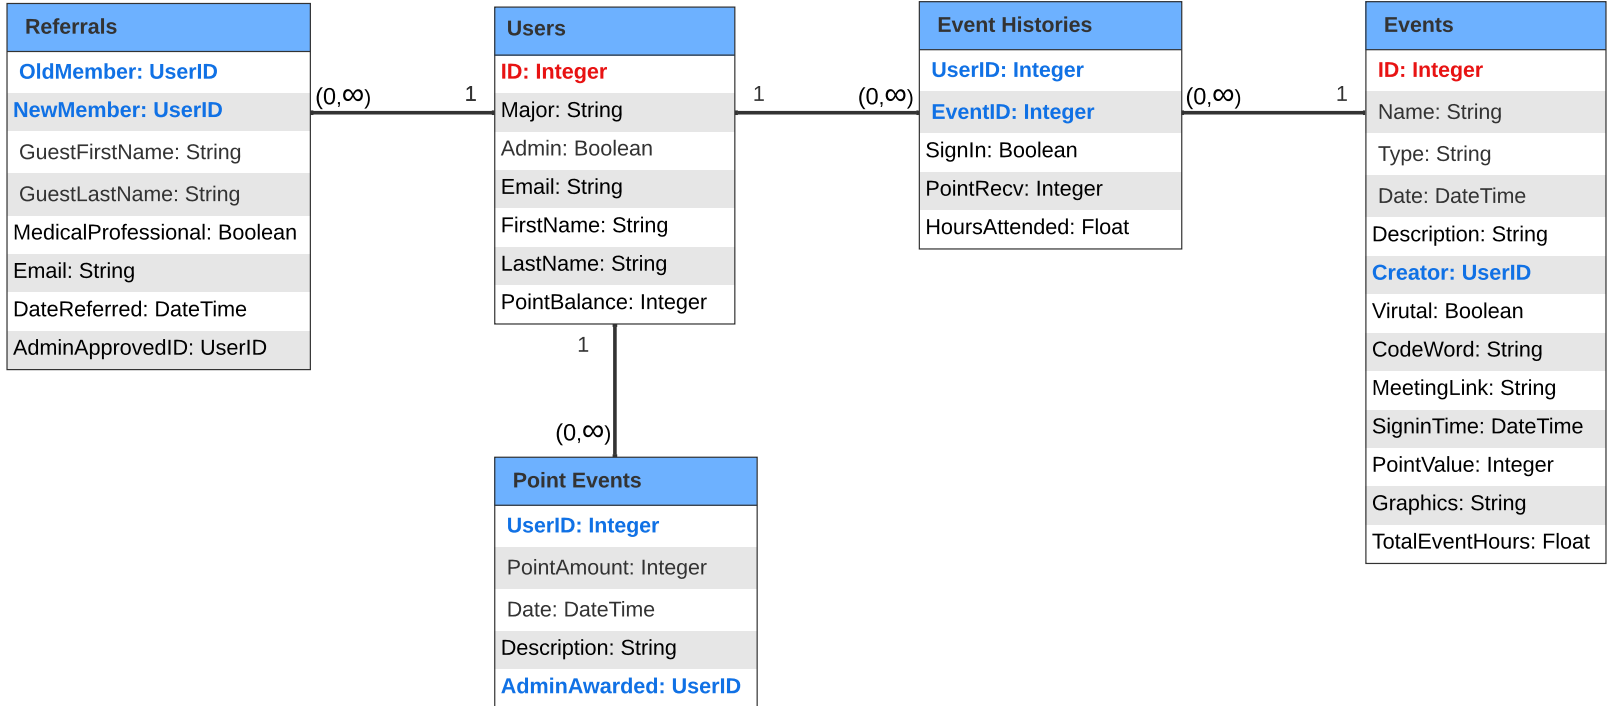 Referrals
OldMember: UserID
NewMember: UserID
GuestFirstName: String
GuestLastName: String
MedicalProfessional: Boolean
Email: String
DateReferred: DateTime
AdminApprovedID: UserID
(0,∞)
1
Users
ID: Integer
Major: String
Admin: Boolean
Email: String
FirstName: String
LastName: String
PointBalance: Integer
1
(0,∞)
Event Histories
UserID: Integer
EventID: Integer
SignIn: Boolean
PointRecv: Integer
HoursAttended: Float
(0,∞)
1
Events
ID: Integer
Name: String
Type: String
Date: DateTime
Description: String
Creator: UserID
Virutal: Boolean
CodeWord: String
MeetingLink: String
SigninTime: DateTime
PointValue: Integer
Graphics: String
TotalEventHours: Float
1
(0,∞)
Point Events
UserID: Integer
PointAmount: Integer
Date: DateTime
Description: String
AdminAwarded: UserID